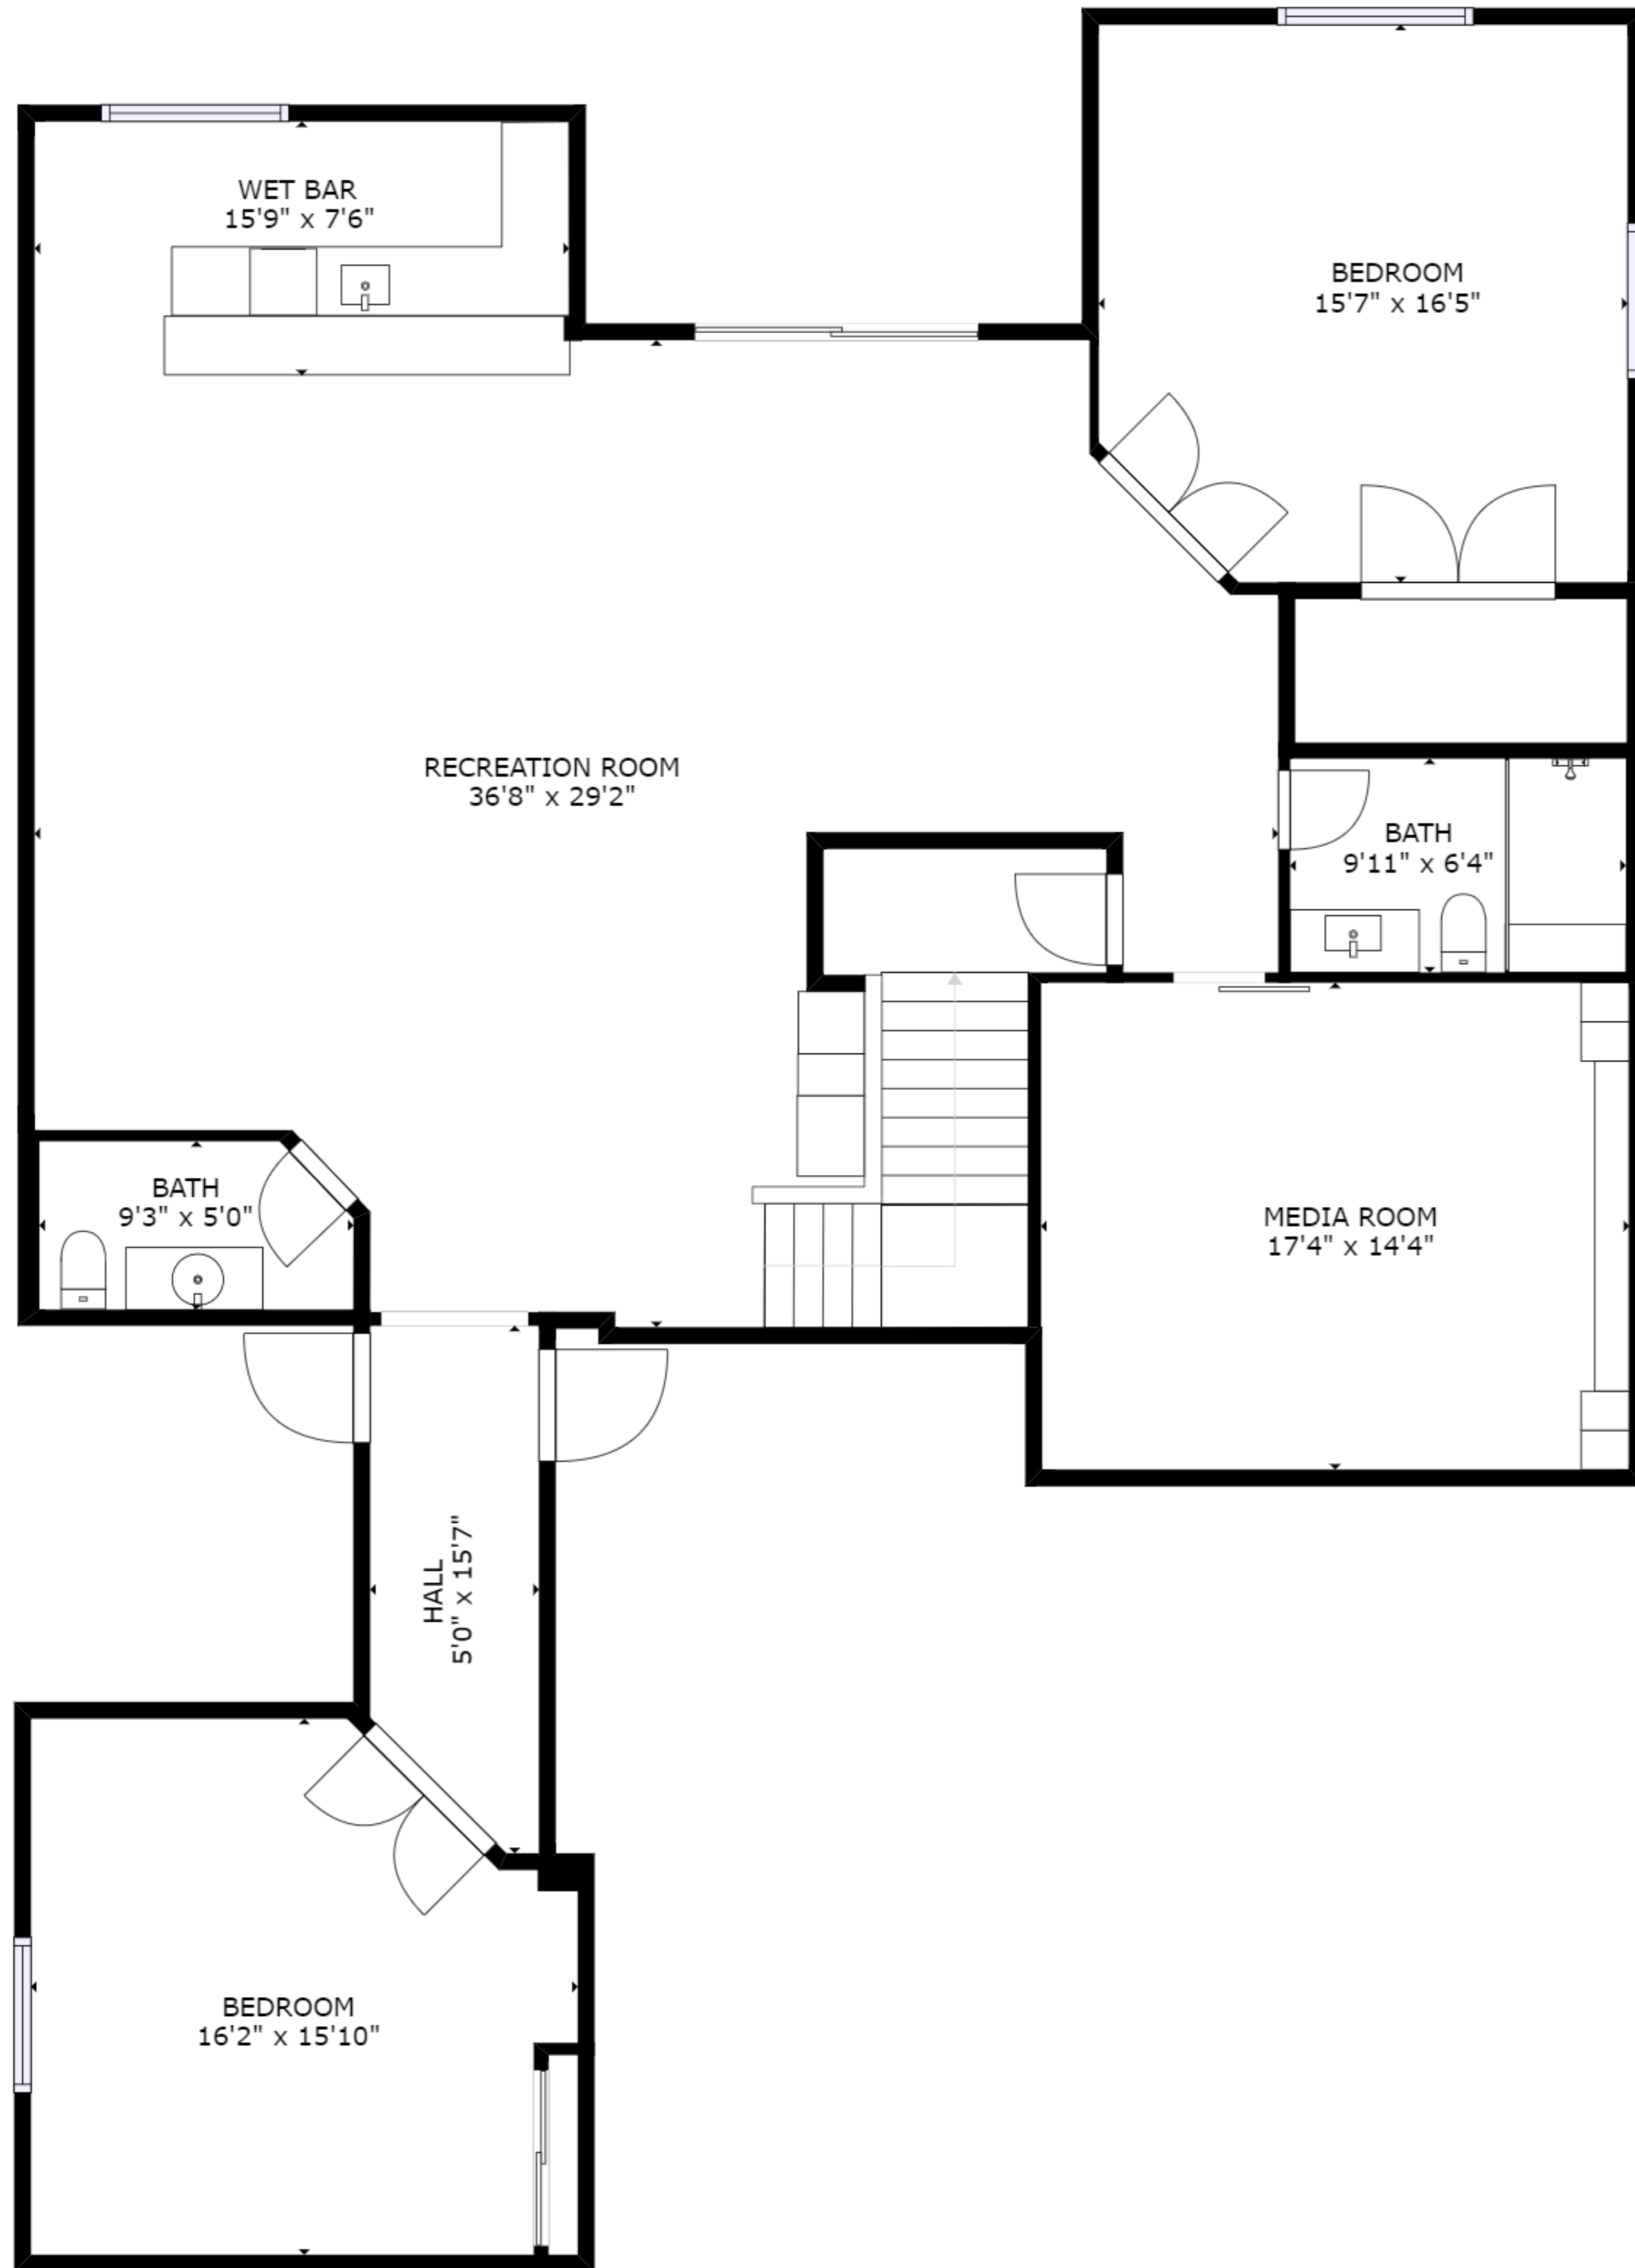 WET BAR
15'9" x 7'6"
BEDROOM
15'7" x 16'5"
RECREATION ROOM
36'8" x 29'2"
BATH
9'11" x 6'4"
BATH
9'3" x 5'0"
MEDIA ROOM
17'4" x 14'4"
HALL
5'0" x 15'7"
BEDROOM
16'2" x 15'10"